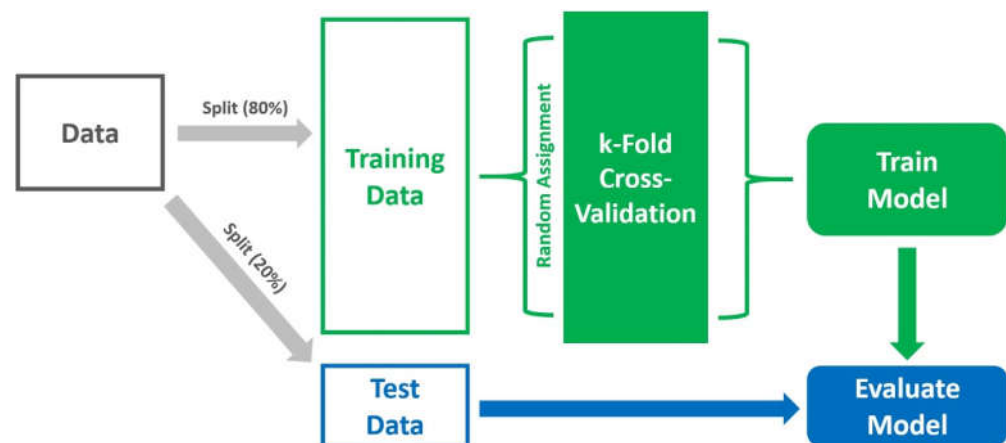 Data
Split (80%)
Split (20%)
Training
Data
Random Assignment
k-Fold
Cross-
Validation
Train
Model
Test
Data
Evaluate
Model